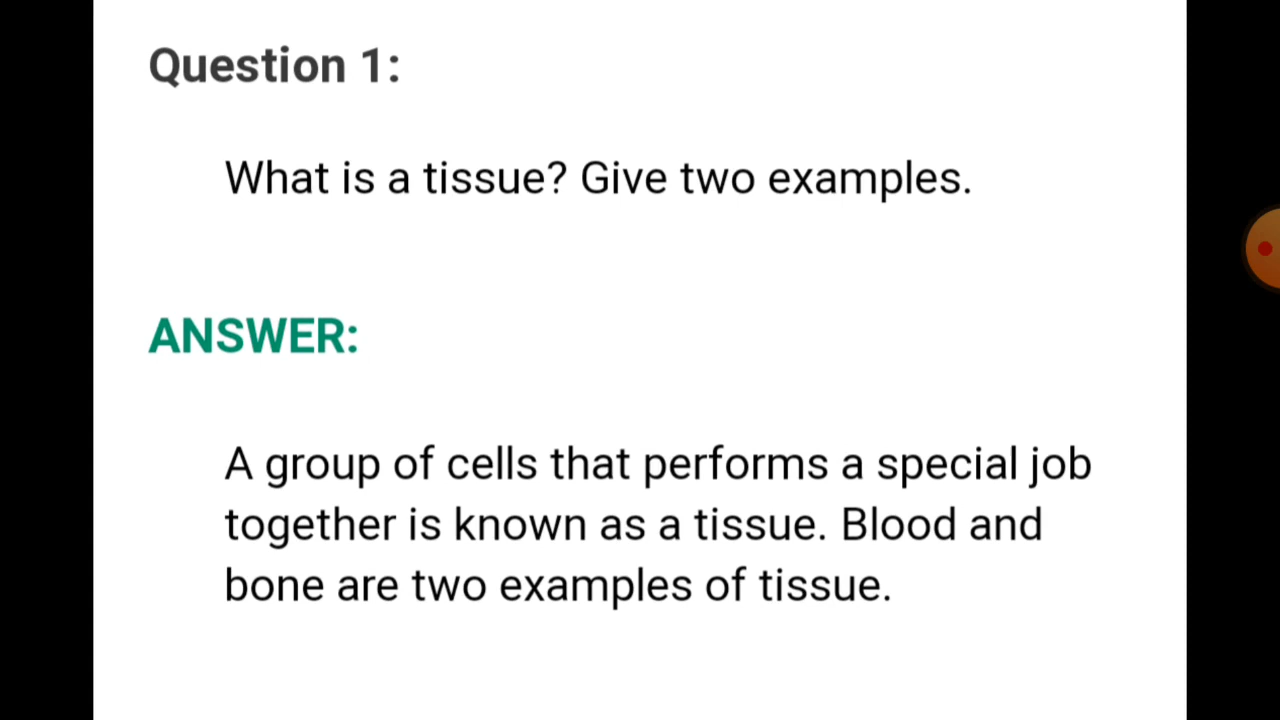 Question 1:
What is a tissue? Give two examples.
ANSWER:
A group of cells that performs a special job
together is known as a tissue. Blood and
bone are two examples of tissue.